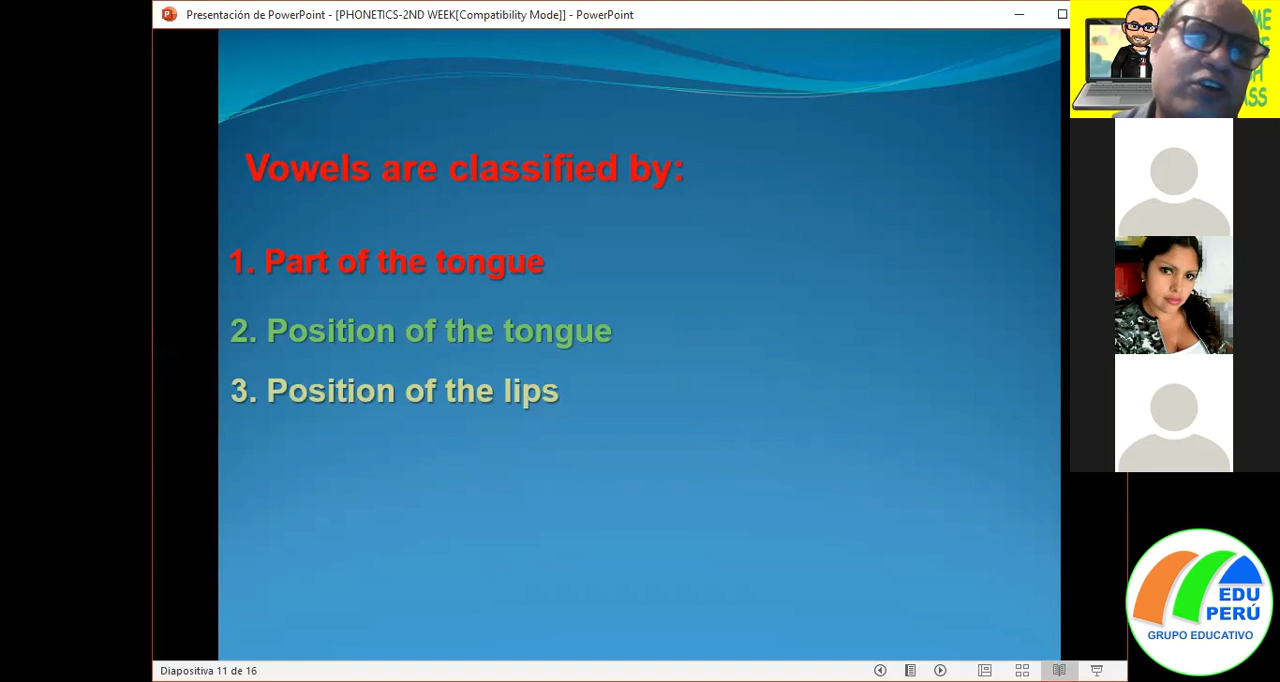 Presentación de PowerPoint - [PHONETICS-2ND WEEK[Compatibility Mode]] - PowerPoint
Vowels are classified by:
1. Part of the tongue
2. Position of the tongue
3. Position of the lips
Diapositiva 11 de 16
EDU
PERÚ
GRUPO EDUCATIVO